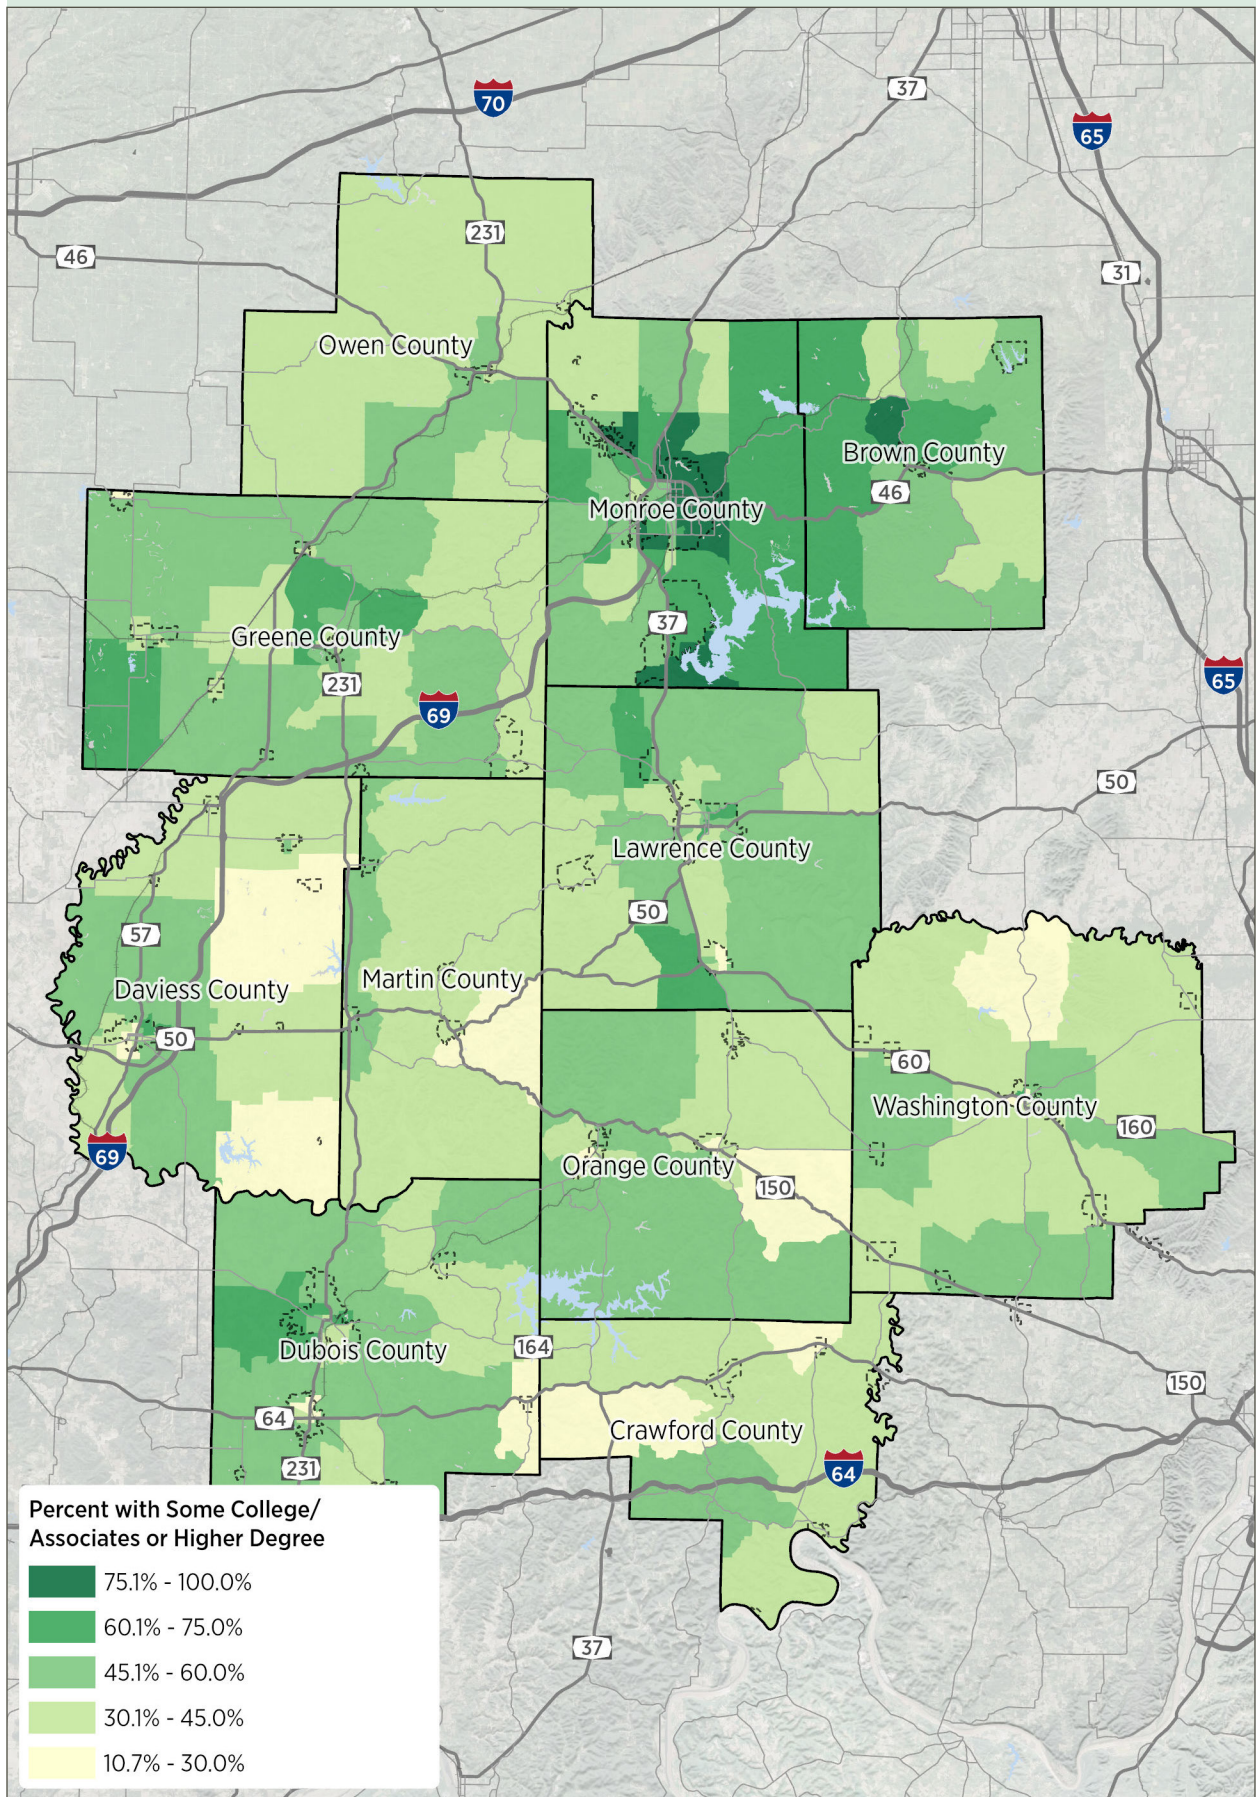 70
37
65
231
46
31
Owen County
Brown County
46
Monroe County
37
Greene County
231
69
65
50
Lawrence County
50
57
Martin County
Daviess County
50
60
Washington County
160
69
Orange County
150
164
Dubois County
150
64
Crawford County
231
64
Percent with Some College/
Associates or Higher Degree
75.1% - 100.0%
60.1% - 75.0%
45.1% - 60.0%
30.1% - 45.0%
10.7% - 30.0%
37